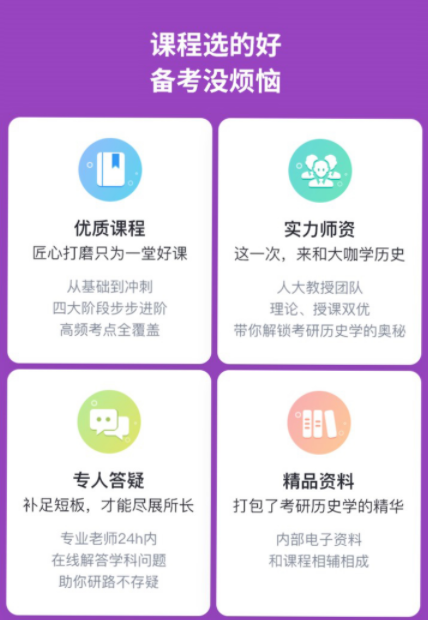 课程选的好
备考没烦恼
优质课程
匠心打磨只为一堂好课
从基础到冲刺
四大阶段步步进阶
高频考点全覆盖
实力师资
这一次，来和大咖学历史
人大教授团队
理论、授课双优
带你解锁考研历史学的奥秘
专人答疑
补足短板，才能尽展所长
专业老师24h内
在线解答学科问题
助你研路不存疑
精品资料
打包了考研历史学的精华
内部电子资料
和课程相辅相成